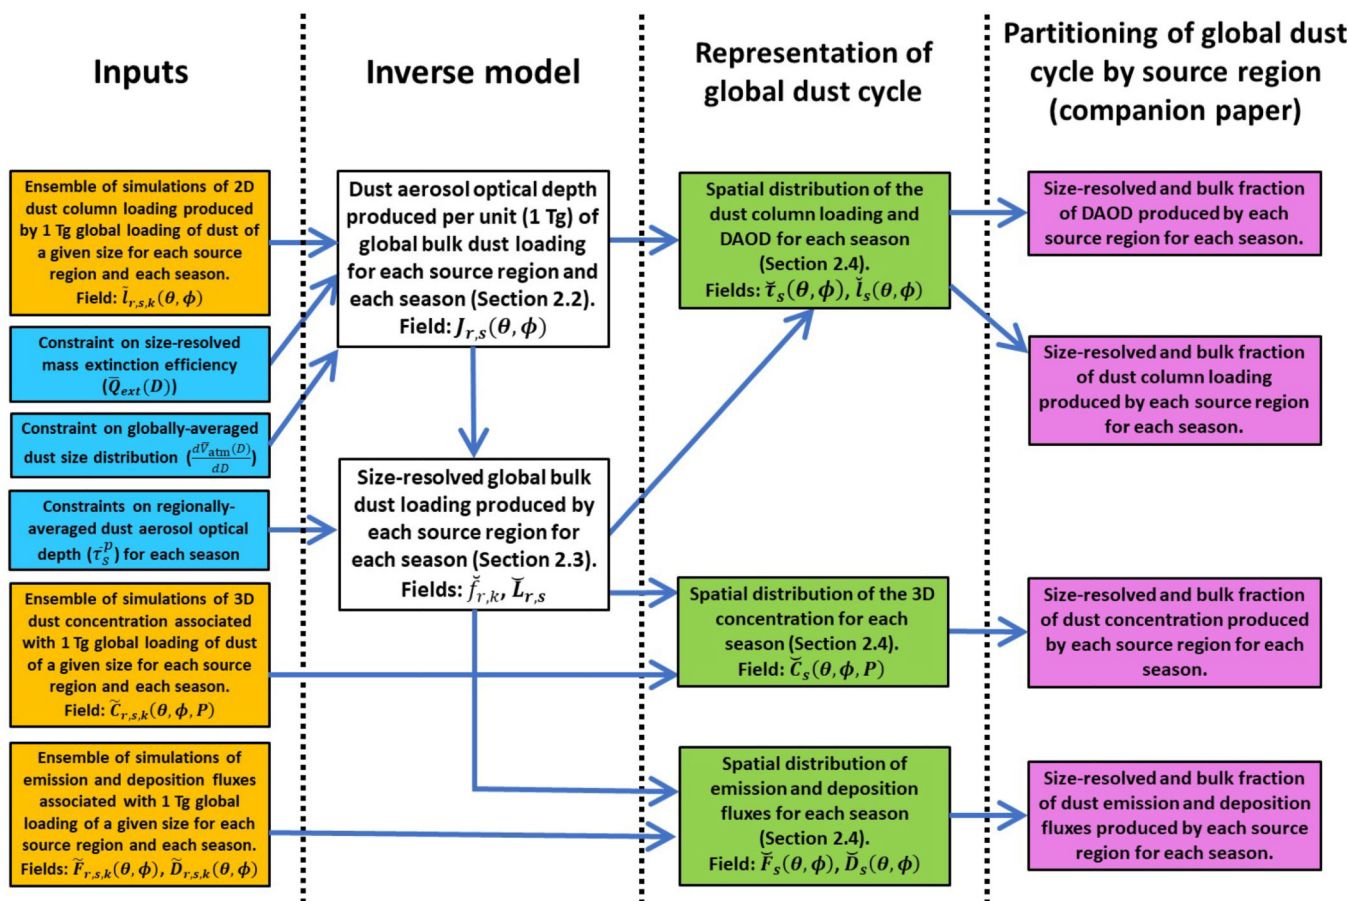 Inputs
Inverse model
Representation of
global dust cycle
Partitioning of global dust
cycle by source region
(companion paper)
Ensemble of simulations of 2D
dust column loading produced
by 1 Tg global loading of dust of
a given size for each source
region and each season.
Field: l̃r,s,k(θ, ϕ)
Constraint on size-resolved
mass extinction efficiency
(Q̅ext(D))
Constraint on globally-averaged
dust size distribution (dV̅atm(D)/dD)
Constraints on regionally-
averaged dust aerosol optical
depth (τ̅sᵖ) for each season
Ensemble of simulations of 3D
dust concentration associated
with 1 Tg global loading of dust
of a given size for each source
region and each season.
Field: C̃r,s,k(θ, ϕ, P)
Ensemble of simulations of
emission and deposition fluxes
associated with 1 Tg global
loading of a given size for each
source region and each season.
Fields: F̃r,s,k(θ, ϕ), D̃r,s,k(θ, ϕ)
Dust aerosol optical depth
produced per unit (1 Tg) of
global bulk dust loading
for each source region and
each season (Section 2.2).
Field: Jr,s(θ, ϕ)
Size-resolved global bulk
dust loading produced by
each source region for
each season (Section 2.3).
Fields: f̆r,k, L̆r,s
Spatial distribution of the
dust column loading and
DAOD for each season
(Section 2.4).
Fields: τ̆s(θ, ϕ), l̆s(θ, ϕ)
Spatial distribution of the 3D
concentration for each
season (Section 2.4).
Field: C̆s(θ, ϕ, P)
Spatial distribution of
emission and deposition
fluxes for each season
(Section 2.4).
Field: F̆s(θ, ϕ), D̆s(θ, ϕ)
Size-resolved and bulk fraction
of DAOD produced by each
source region for each season.
Size-resolved and bulk fraction
of dust column loading
produced by each source region
for each season.
Size-resolved and bulk fraction
of dust concentration produced
by each source region for each
season.
Size-resolved and bulk fraction
of dust emission and deposition
fluxes produced by each source
region for each season.